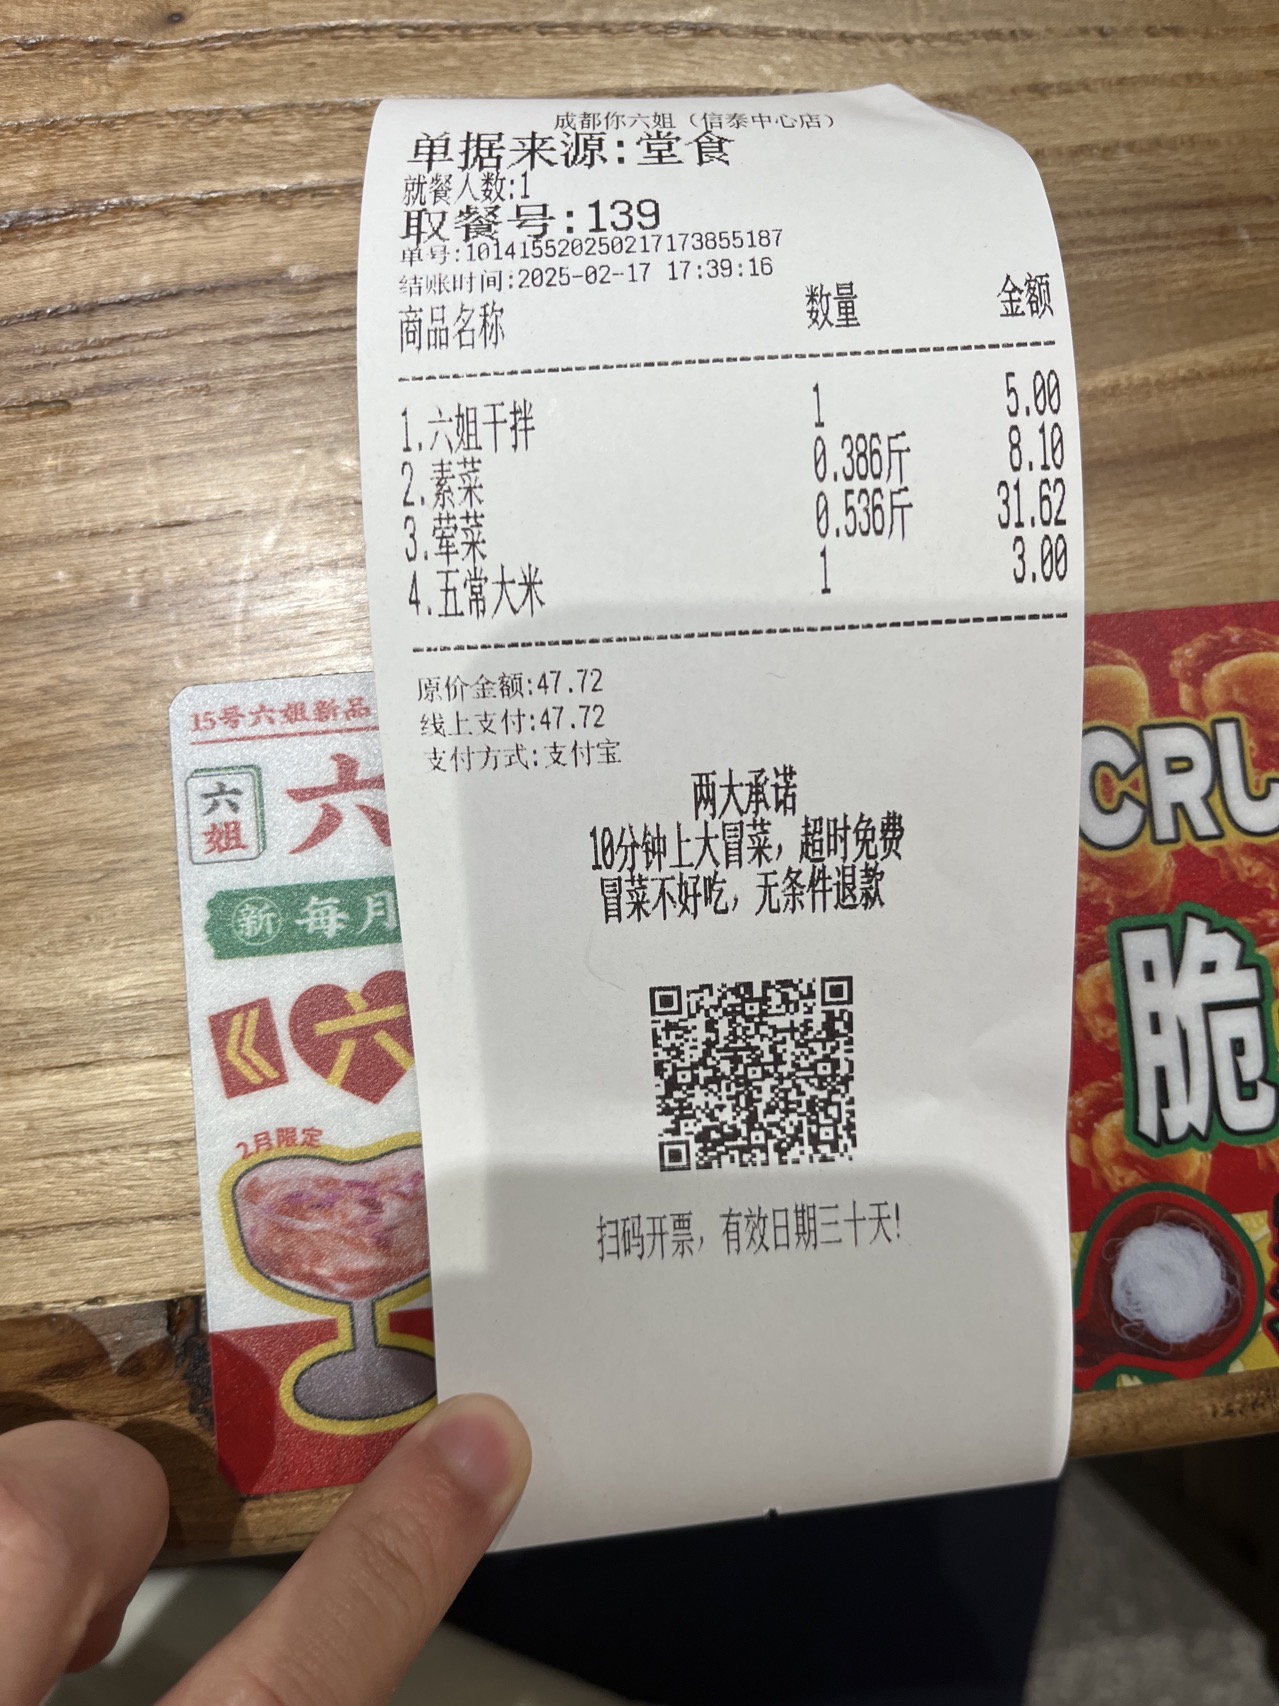 成都你六姐（信泰中心店）
单据来源:堂食
就餐人数:1
取餐号:139
单号:10141552025021717385​5187
结账时间:2025-02-17 17:39:16
商品名称 数量 金额
1.六姐干拌 1 5.00
2.素菜 0.386斤 8.10
3.荤菜 0.536斤 31.62
4.五常大米 1 3.00
原价金额:47.72
线上支付:47.72
支付方式:支付宝
两大承诺
10分钟上大冒菜，超时免费
冒菜不好吃，无条件退款
扫码开票，有效日期三十天!
15号六姐新品
六姐
六
新 每月
六
2月限定
CRU
脆